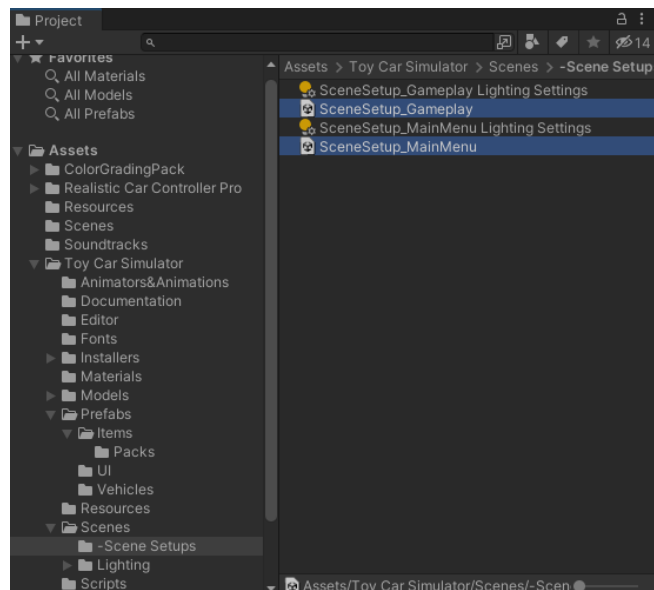 Project
14
Favorites
All Materials
All Models
All Prefabs
Assets
ColorGradingPack
Realistic Car Controller Pro
Resources
Scenes
Soundtracks
Toy Car Simulator
Animators&Animations
Documentation
Editor
Fonts
Installers
Materials
Models
Prefabs
Items
Packs
UI
Vehicles
Resources
Scenes
-Scene Setups
Lighting
Scripts
Assets > Toy Car Simulator > Scenes > -Scene Setup
SceneSetup_Gameplay Lighting Settings
SceneSetup_Gameplay
SceneSetup_MainMenu Lighting Settings
SceneSetup_MainMenu
Assets/Toy Car Simulator/Scenes/-Scen